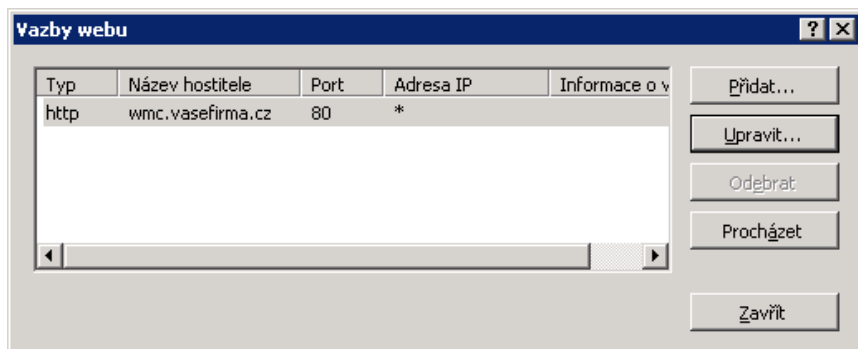 Vazby webu
Typ Název hostitele Port Adresa IP Informace o v
http wmc.vasefirma.cz 80 *
Přidat...
Upravit...
Odebrat
Procházet
Zavřít